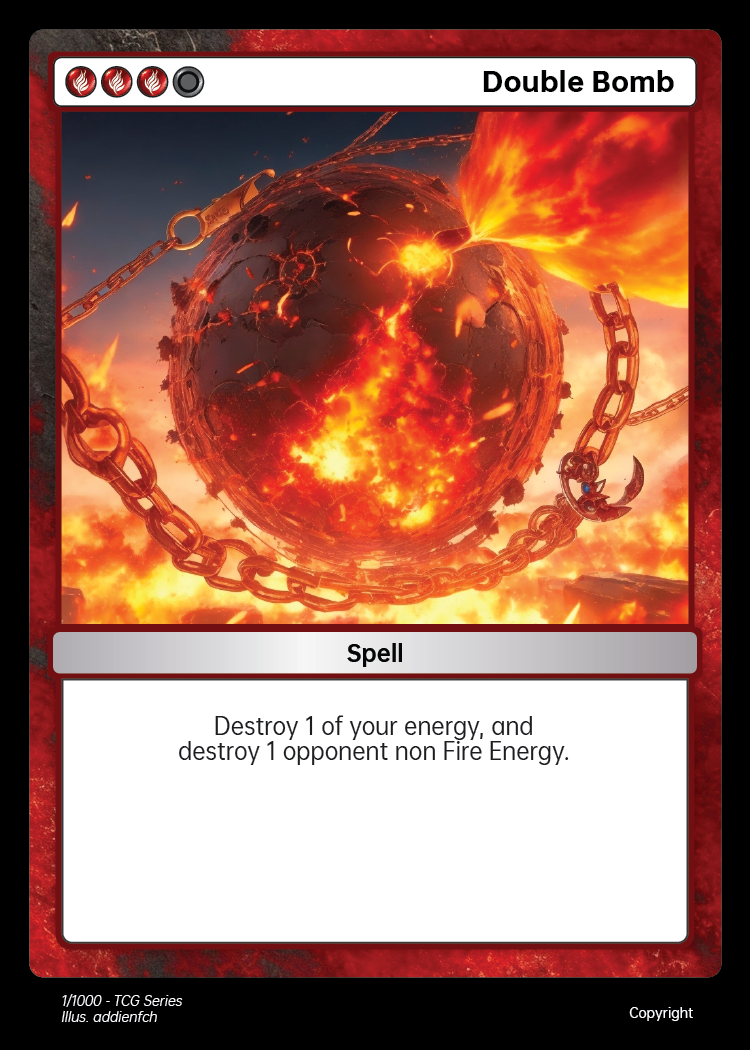 Double Bomb
Spell
Destroy 1 of your energy, and
destroy 1 opponent non Fire Energy.
1/1000 - TCG Series
Illus. addienfch
Copyright